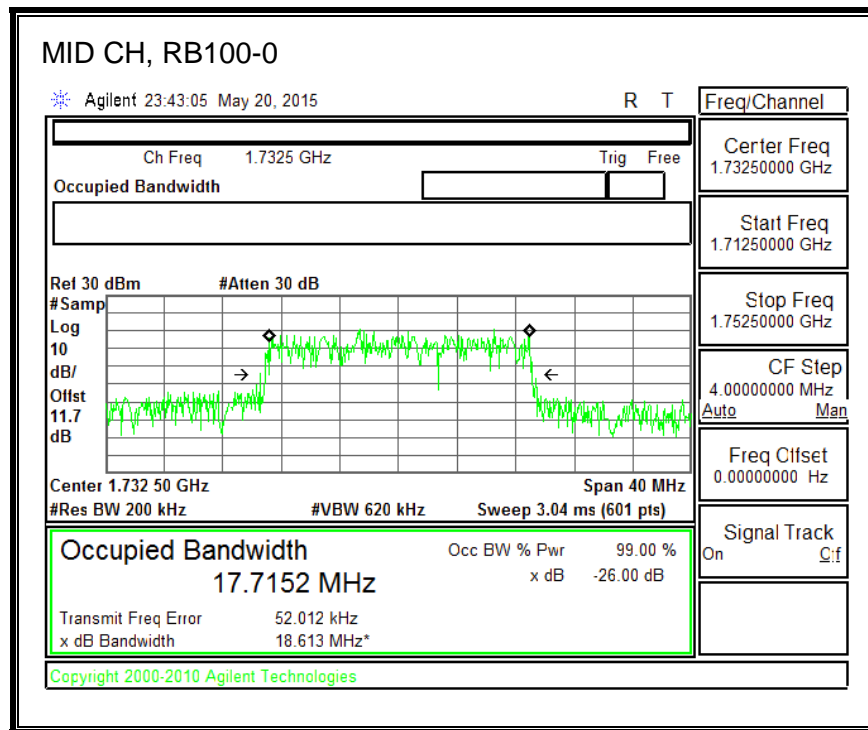 MID CH, RB100-0
Agilent 23:43:05 May 20, 2015 R T
Freq/Channel
Ch Freq 1.7325 GHz Trig Free
Occupied Bandwidth
Center Freq
1.73250000 GHz
Start Freq
1.71250000 GHz
Stop Freq
1.75250000 GHz
CF Step
4.00000000 MHz
Auto Man
Freq Offset
0.00000000 Hz
Signal Track
On Off
Ref 30 dBm #Atten 30 dB
#Samp
Log
10
dB/
Offst
11.7
dB
Center 1.732 50 GHz Span 40 MHz
#Res BW 200 kHz #VBW 620 kHz Sweep 3.04 ms (601 pts)
Occupied Bandwidth Occ BW % Pwr 99.00 %
17.7152 MHz x dB -26.00 dB
Transmit Freq Error 52.012 kHz
x dB Bandwidth 18.613 MHz*
Copyright 2000-2010 Agilent Technologies